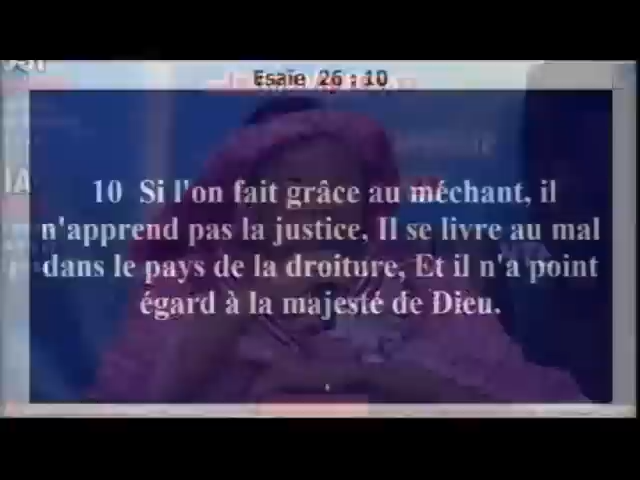 Esaïe 26 : 10
10 Si l'on fait grâce au méchant, il
n'apprend pas la justice, Il se livre au mal
dans le pays de la droiture, Et il n'a point
égard à la majesté de Dieu.